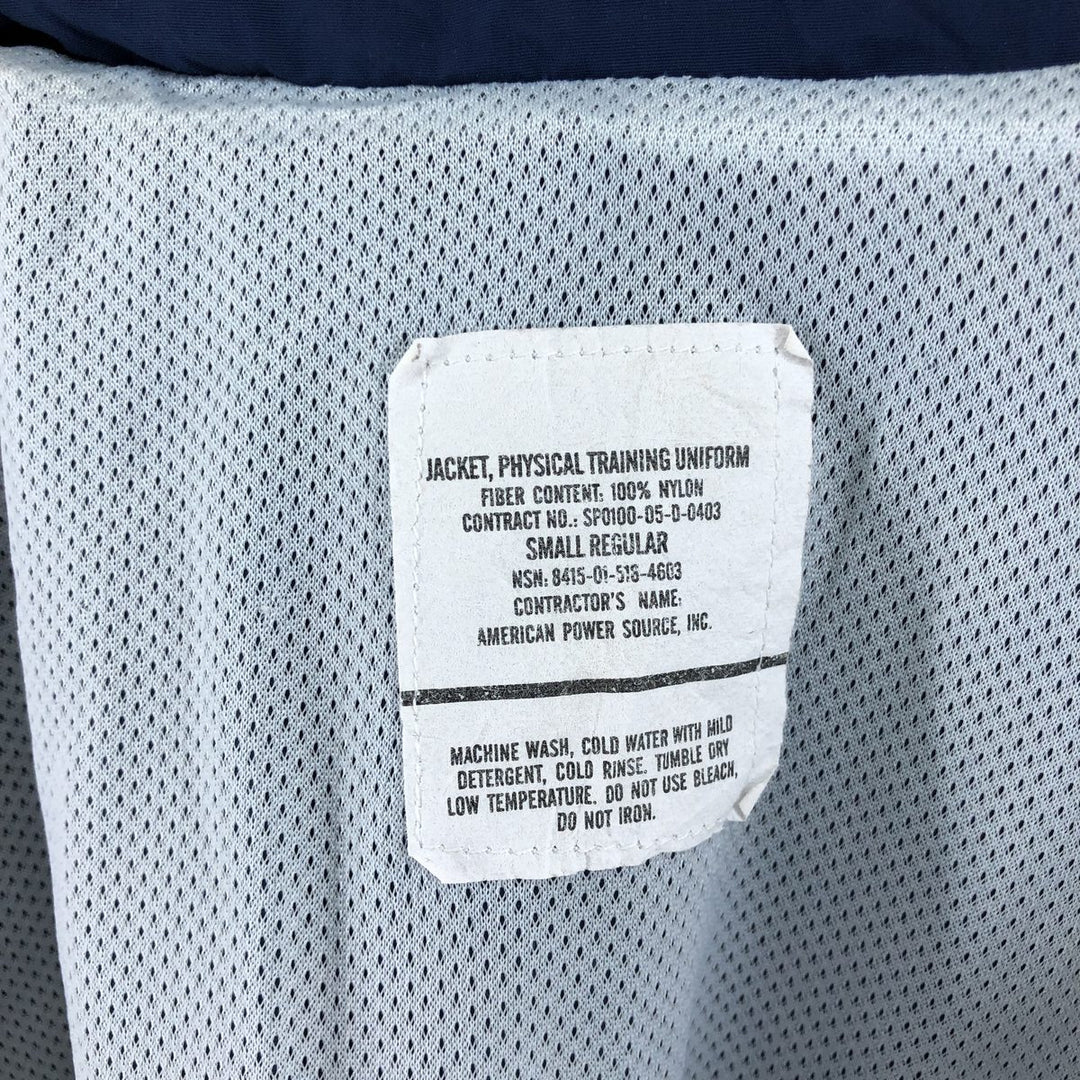 JACKET, PHYSICAL TRAINING UNIFORM
FIBER CONTENT: 100% NYLON
CONTRACT NO.: SP0100-05-D-0403
SMALL REGULAR
NSN: 8415-01-518-4603
CONTRACTOR'S NAME:
AMERICAN POWER SOURCE, INC.
MACHINE WASH, COLD WATER WITH MILD
DETERGENT, COLD RINSE. TUMBLE DRY
LOW TEMPERATURE. DO NOT USE BLEACH,
DO NOT IRON.